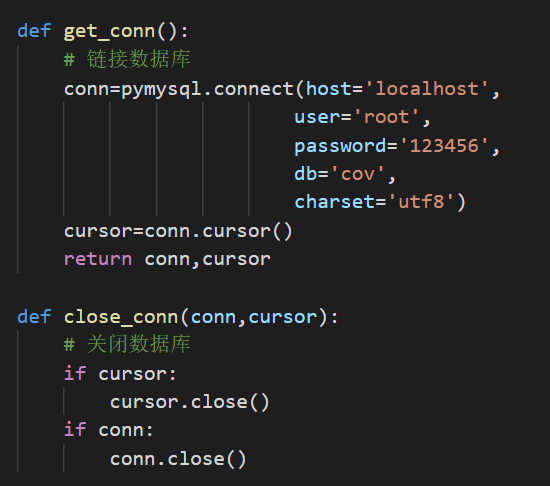 def get_conn():
    # 链接数据库
    conn=pymysql.connect(host='localhost',
                        user='root',
                        password='123456',
                        db='cov',
                        charset='utf8')
    cursor=conn.cursor()
    return conn,cursor

def close_conn(conn,cursor):
    # 关闭数据库
    if cursor:
        cursor.close()
    if conn:
        conn.close()